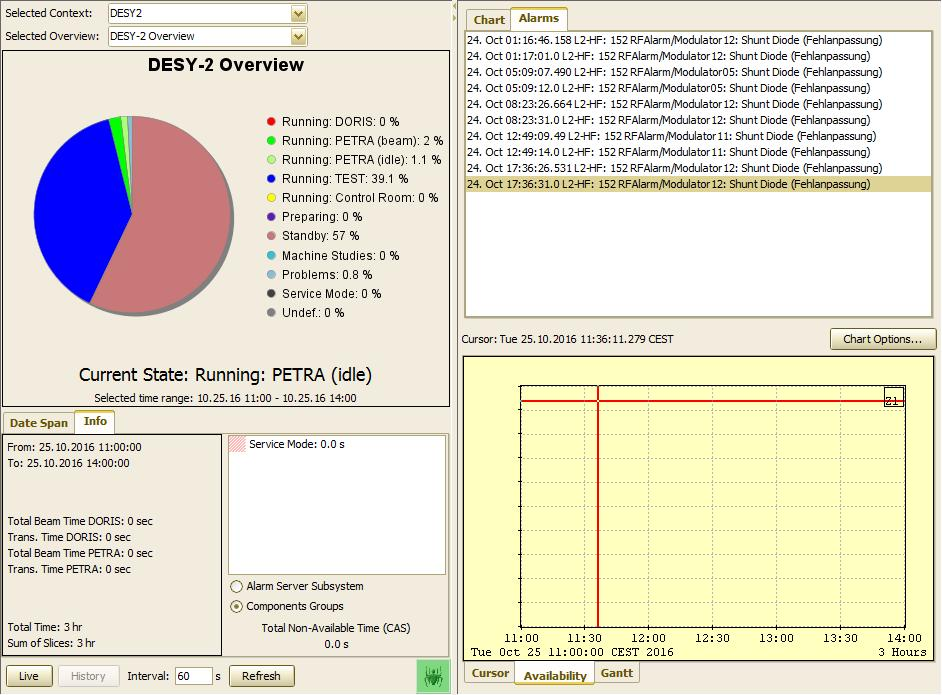 Selected Context: DESY2
Selected Overview: DESY-2 Overview
DESY-2 Overview
Running: DORIS: 0 %
Running: PETRA (beam): 2 %
Running: PETRA (idle): 1.1 %
Running: TEST: 39.1 %
Running: Control Room: 0 %
Preparing: 0 %
Standby: 57 %
Machine Studies: 0 %
Problems: 0.8 %
Service Mode: 0 %
Undef.: 0 %
Current State: Running: PETRA (idle)
Selected time range: 10.25.16 11:00 - 10.25.16 14:00
Date Span Info
From: 25.10.2016 11:00:00
To: 25.10.2016 14:00:00
Total Beam Time DORIS: 0 sec
Trans. Time DORIS: 0 sec
Total Beam Time PETRA: 0 sec
Trans. Time PETRA: 0 sec
Total Time: 3 hr
Sum of Slices: 3 hr
Service Mode: 0.0 s
Alarm Server Subsystem
Components Groups
Total Non-Available Time (CAS)
0.0 s
Live History Interval: 60 s Refresh
Chart Alarms
24. Oct 01:16:46.158 L2-HF: 152 RFAlarm/Modulator12: Shunt Diode (Fehlanpassung)
24. Oct 01:17:01.0 L2-HF: 152 RFAlarm/Modulator12: Shunt Diode (Fehlanpassung)
24. Oct 05:09:07.490 L2-HF: 152 RFAlarm/Modulator05: Shunt Diode (Fehlanpassung)
24. Oct 05:09:12.0 L2-HF: 152 RFAlarm/Modulator05: Shunt Diode (Fehlanpassung)
24. Oct 08:23:26.664 L2-HF: 152 RFAlarm/Modulator12: Shunt Diode (Fehlanpassung)
24. Oct 08:23:31.0 L2-HF: 152 RFAlarm/Modulator12: Shunt Diode (Fehlanpassung)
24. Oct 12:49:09.49 L2-HF: 152 RFAlarm/Modulator11: Shunt Diode (Fehlanpassung)
24. Oct 12:49:14.0 L2-HF: 152 RFAlarm/Modulator11: Shunt Diode (Fehlanpassung)
24. Oct 17:36:26.531 L2-HF: 152 RFAlarm/Modulator12: Shunt Diode (Fehlanpassung)
24. Oct 17:36:31.0 L2-HF: 152 RFAlarm/Modulator12: Shunt Diode (Fehlanpassung)
Cursor: Tue 25.10.2016 11:36:11.279 CEST
Chart Options...
Z1
11:00 11:30 12:00 12:30 13:00 13:30 14:00
Tue Oct 25 11:00:00 CEST 2016 3 Hours
Cursor Availability Gantt